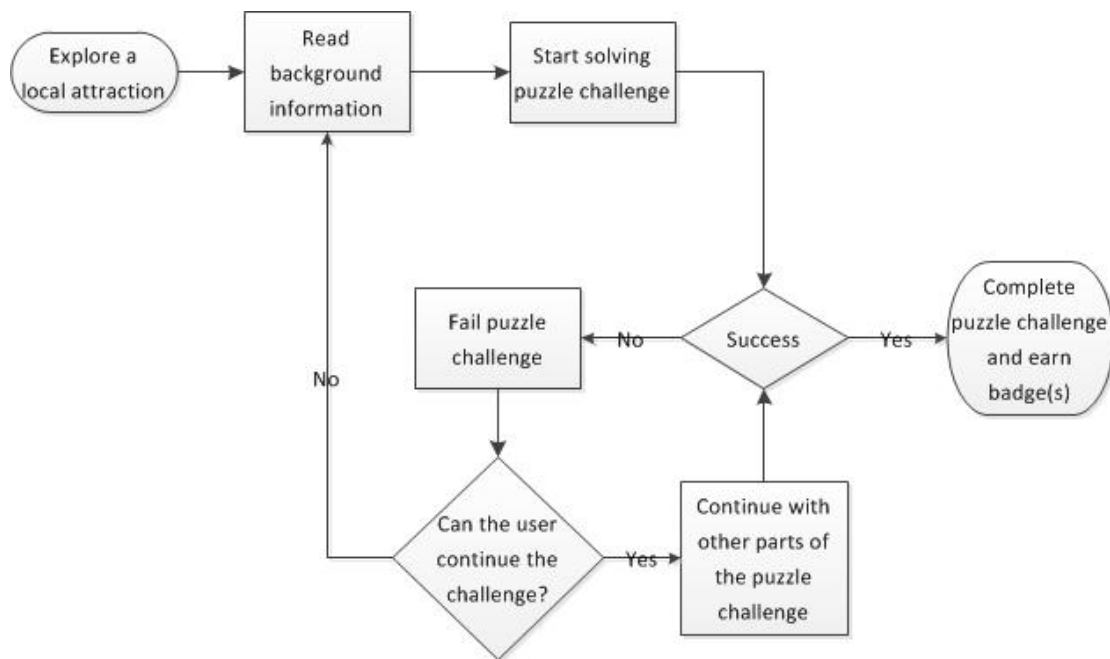 Explore a
local attraction
Read
background
information
Start solving
puzzle challenge
Fail puzzle
challenge
No
Success
Yes
Complete
puzzle challenge
and earn
badge(s)
No
Can the user
continue the
challenge?
Yes
Continue with
other parts of
the puzzle
challenge